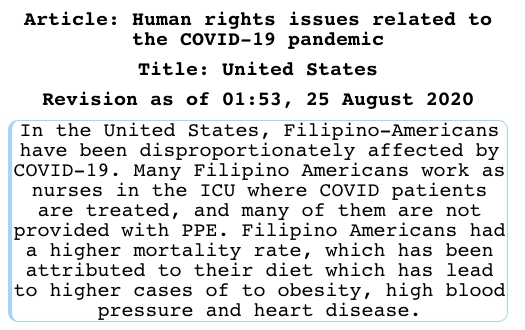 Article: Human rights issues related to
the COVID-19 pandemic
Title: United States
Revision as of 01:53, 25 August 2020
In the United States, Filipino-Americans
have been disproportionately affected by
COVID-19. Many Filipino Americans work as
nurses in the ICU where COVID patients
are treated, and many of them are not
provided with PPE. Filipino Americans had
a higher mortality rate, which has been
attributed to their diet which has lead
to higher cases of to obesity, high blood
pressure and heart disease.